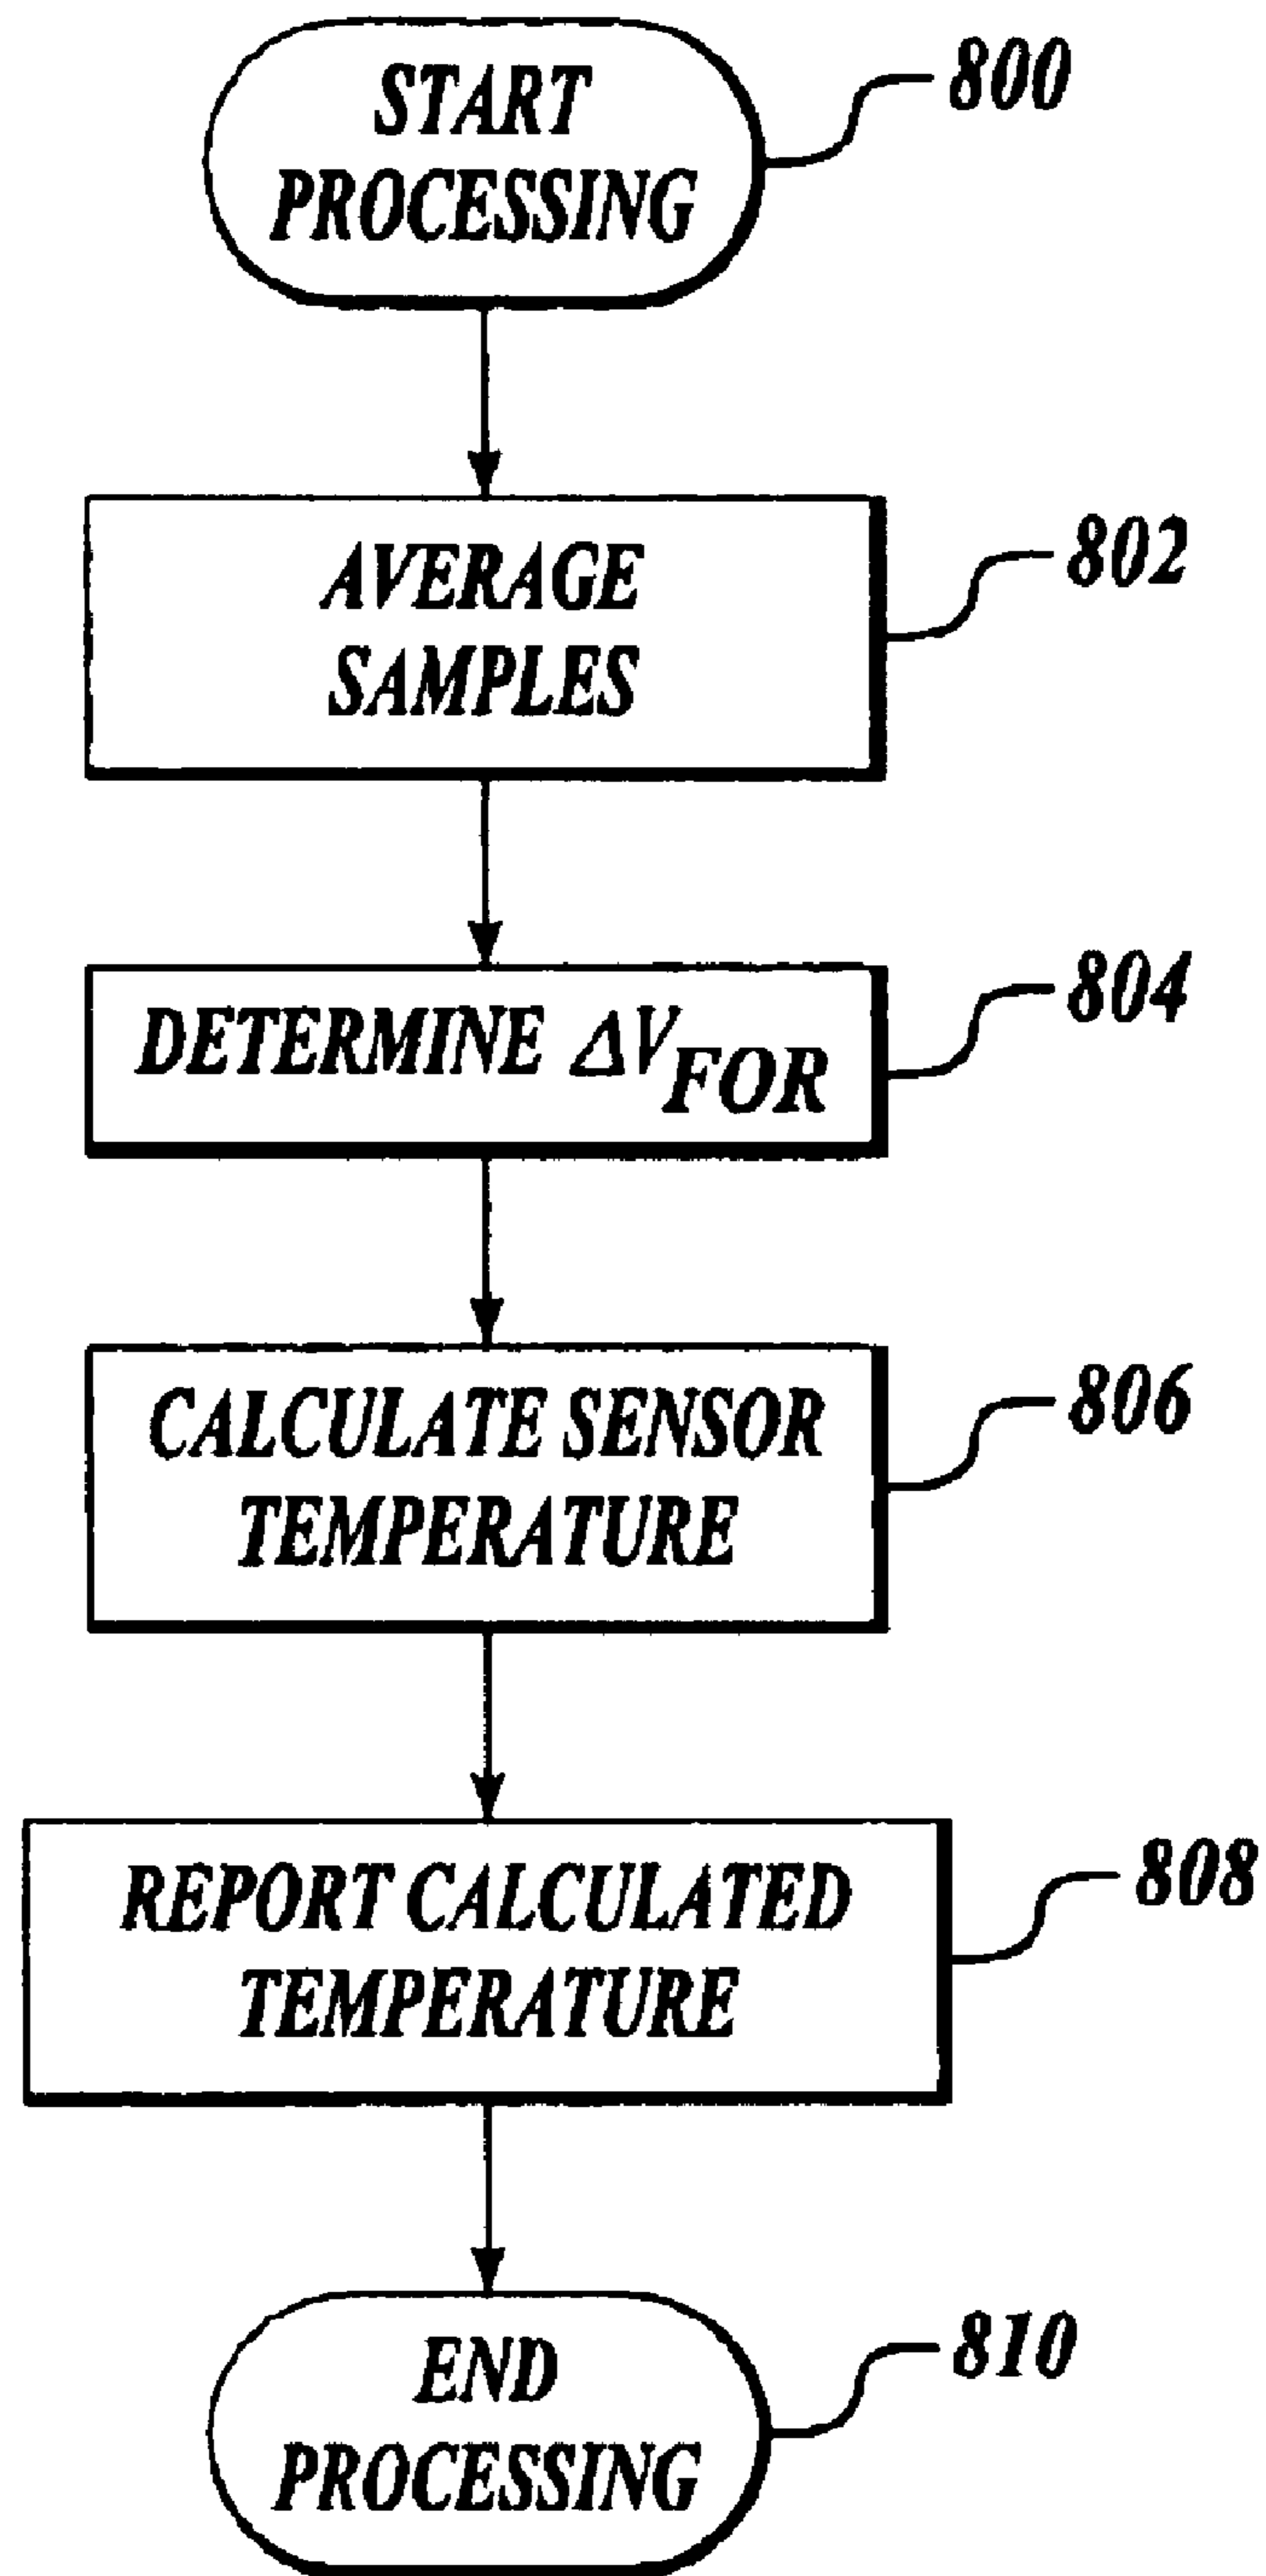 START
PROCESSING
800
AVERAGE
SAMPLES
802
DETERMINE ΔV_FOR
804
CALCULATE SENSOR
TEMPERATURE
806
REPORT CALCULATED
TEMPERATURE
808
END
PROCESSING
810